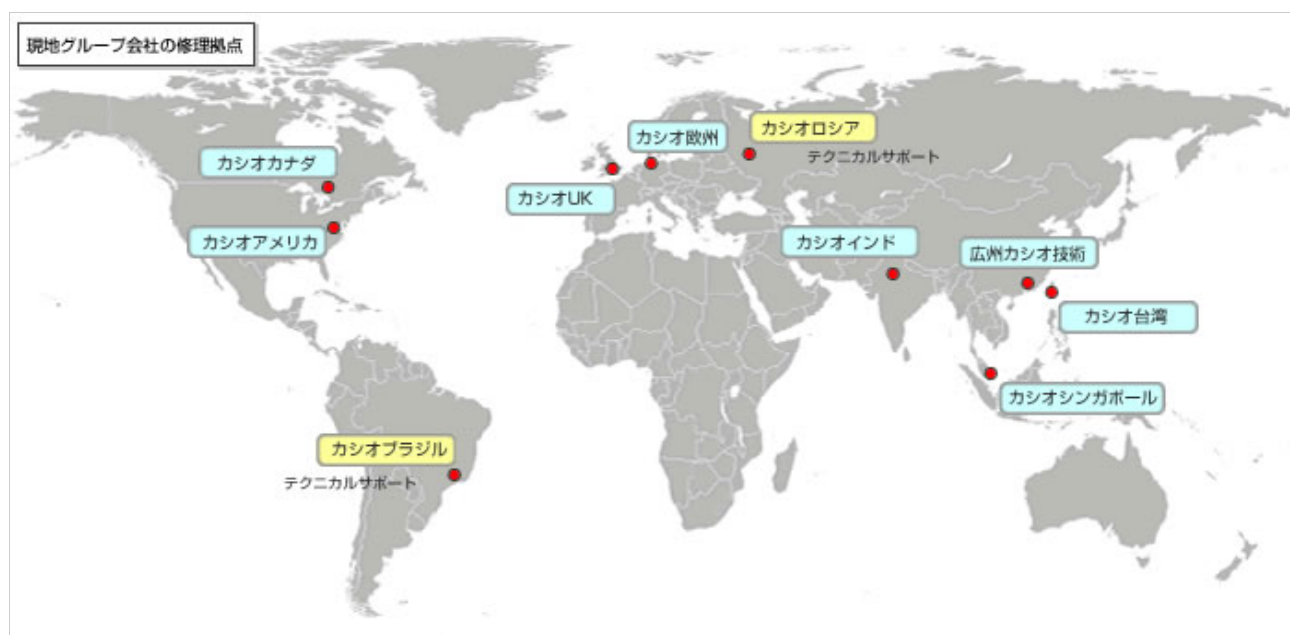 現地グループ会社の修理拠点
カシオ欧州
カシオロシア
テクニカルサポート
カシオカナダ
カシオUK
カシオアメリカ
カシオインド
広州カシオ技術
カシオ台湾
カシオシンガポール
カシオブラジル
テクニカルサポート